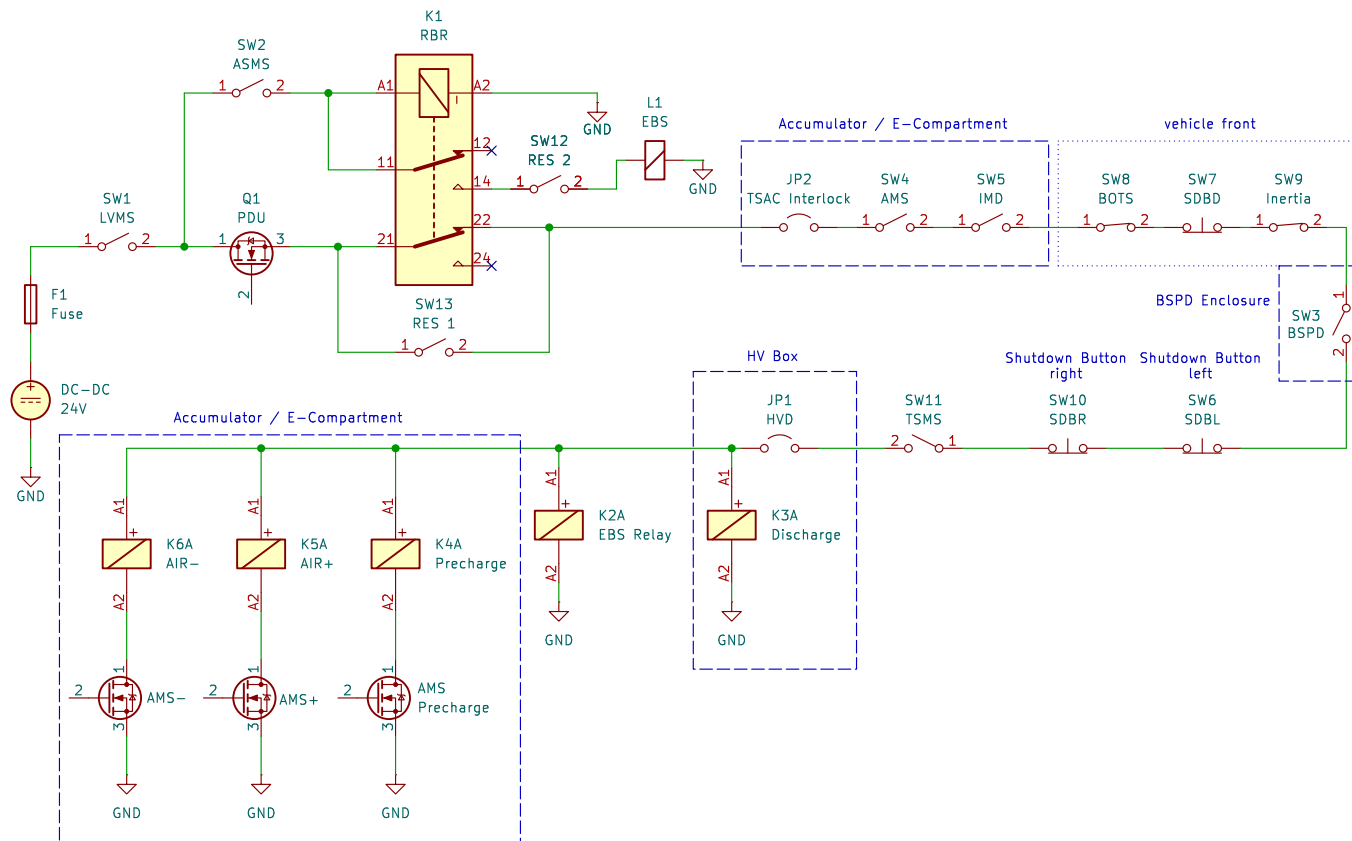 K1
RBR
SW2
ASMS
1 2
A1
A2
GND
L1
EBS
12
11
14
SW12
RES 2
1 2
GND
22
21
24
SW1
LVMS
1 2
Q1
PDU
1 3
2
SW13
RES 1
1 2
F1
Fuse
DC-DC
24V
GND
Accumulator / E-Compartment
JP2
TSAC Interlock
SW4
AMS
1 2
SW5
IMD
1 2
vehicle front
SW8
BOTS
1 2
SW7
SDBD
SW9
Inertia
1 2
BSPD Enclosure
SW3
BSPD
1
2
Shutdown Button
left
SW6
SDBL
Shutdown Button
right
SW10
SDBR
SW11
TSMS
2 1
HV Box
JP1
HVD
A1
K3A
Discharge
A2
GND
A1
K2A
EBS Relay
A2
GND
Accumulator / E-Compartment
A1
K6A
AIR-
A2
A1
K5A
AIR+
A2
A1
K4A
Precharge
A2
1
2
AMS-
3
GND
1
2
AMS+
3
GND
1
2
AMS
Precharge
3
GND